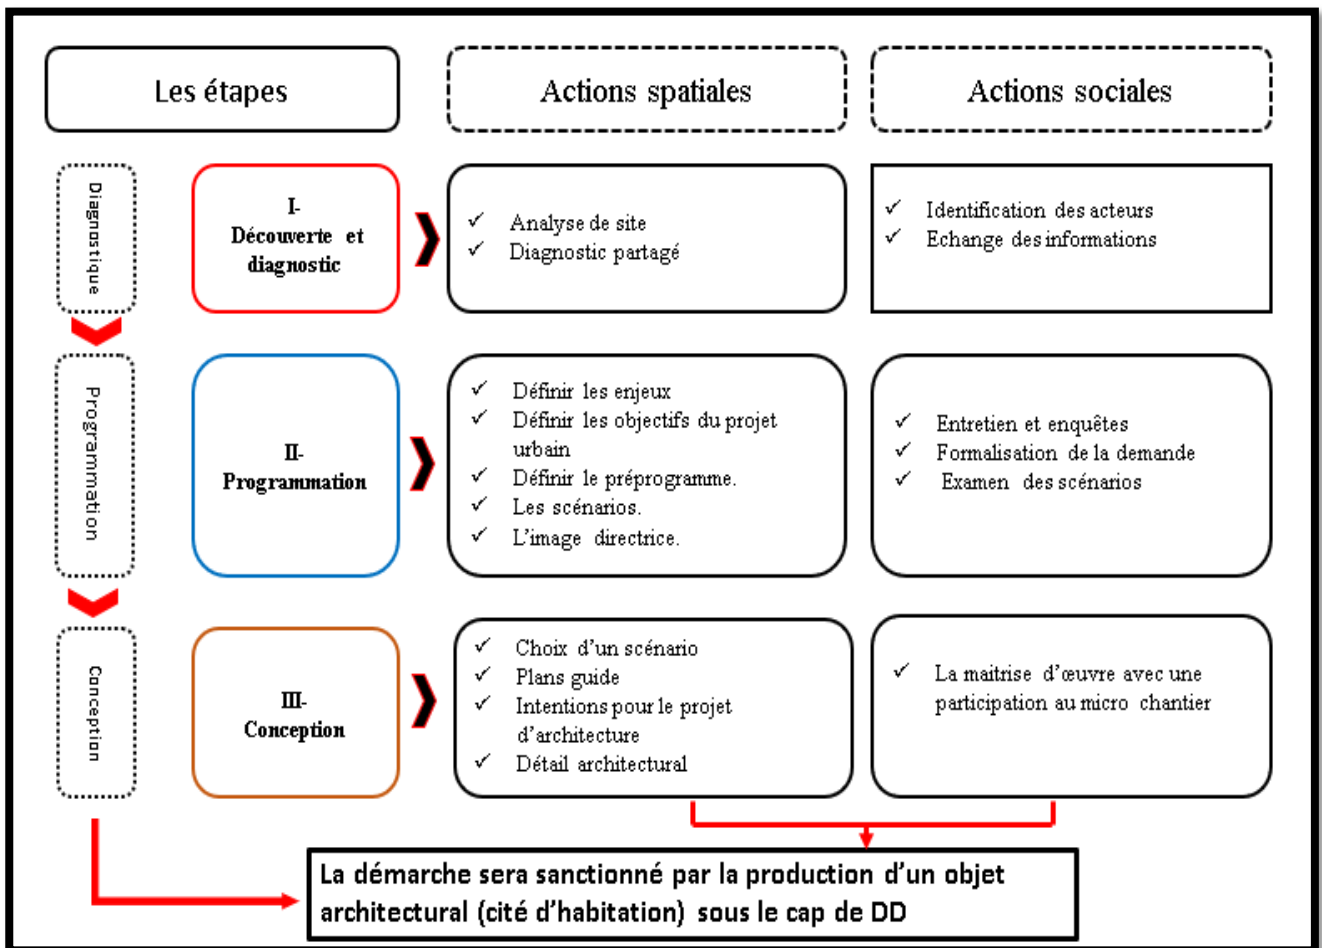 Les étapes
Actions spatiales
Actions sociales
Diagnostique
I-
Découverte et
diagnostic
✓ Analyse de site
✓ Diagnostic partagé
✓ Identification des acteurs
✓ Echange des informations
Programmation
II-
Programmation
✓ Définir les enjeux
✓ Définir les objectifs du projet
urbain
✓ Définir le préprogramme.
✓ Les scénarios.
✓ L’image directrice.
✓ Entretien et enquêtes
✓ Formalisation de la demande
✓ Examen des scénarios
Conception
III-
Conception
✓ Choix d’un scénario
✓ Plans guide
✓ Intentions pour le projet
d’architecture
✓ Détail architectural
✓ La maitrise d’œuvre avec une
participation au micro chantier
La démarche sera sanctionné par la production d’un objet
architectural (cité d’habitation) sous le cap de DD